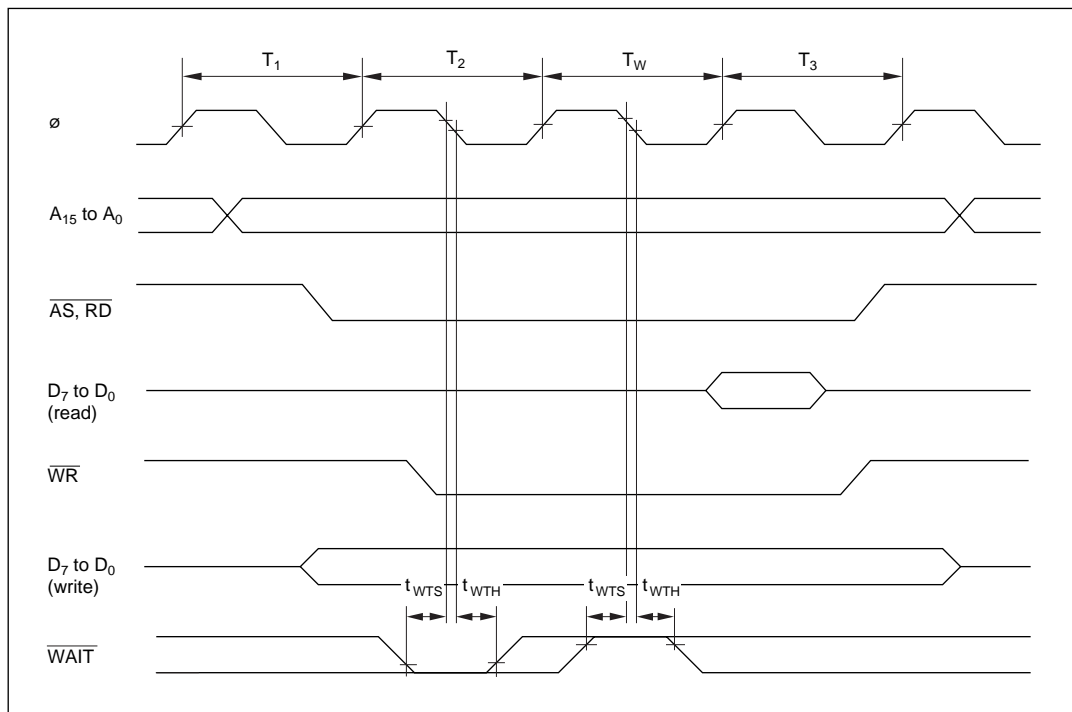 T1 T2 TW T3
ø
A15 to A0
AS, RD
D7 to D0
(read)
WR
D7 to D0
(write)
tWTS tWTH tWTS tWTH
WAIT